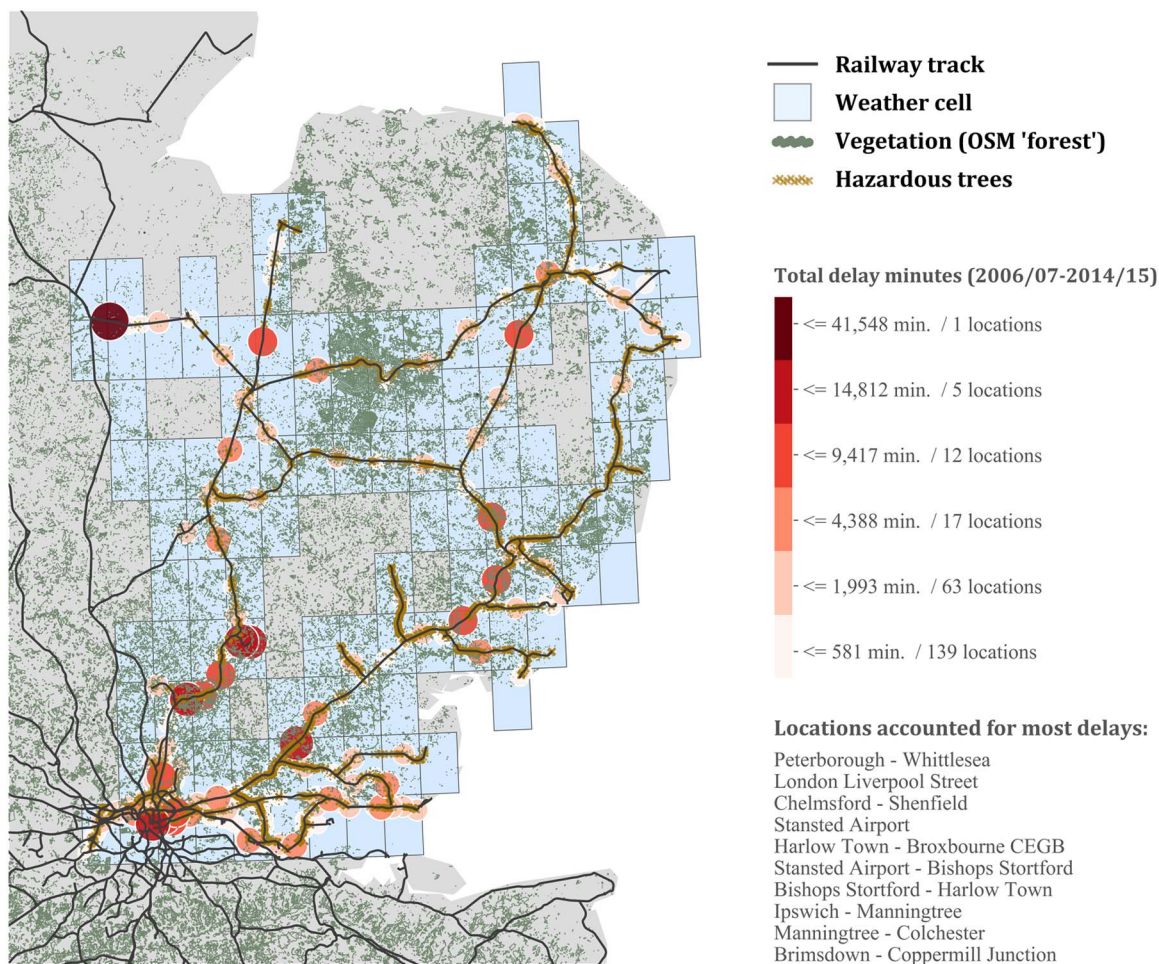 Railway track
Weather cell
Vegetation (OSM 'forest')
Hazardous trees
Total delay minutes (2006/07-2014/15)
<= 41,548 min. / 1 locations
<= 14,812 min. / 5 locations
<= 9,417 min. / 12 locations
<= 4,388 min. / 17 locations
<= 1,993 min. / 63 locations
<= 581 min. / 139 locations
Locations accounted for most delays:
Peterborough - Whittlesea
London Liverpool Street
Chelmsford - Shenfield
Stansted Airport
Harlow Town - Broxbourne CEGB
Stansted Airport - Bishops Stortford
Bishops Stortford - Harlow Town
Ipswich - Manningtree
Manningtree - Colchester
Brimsdown - Coppermill Junction